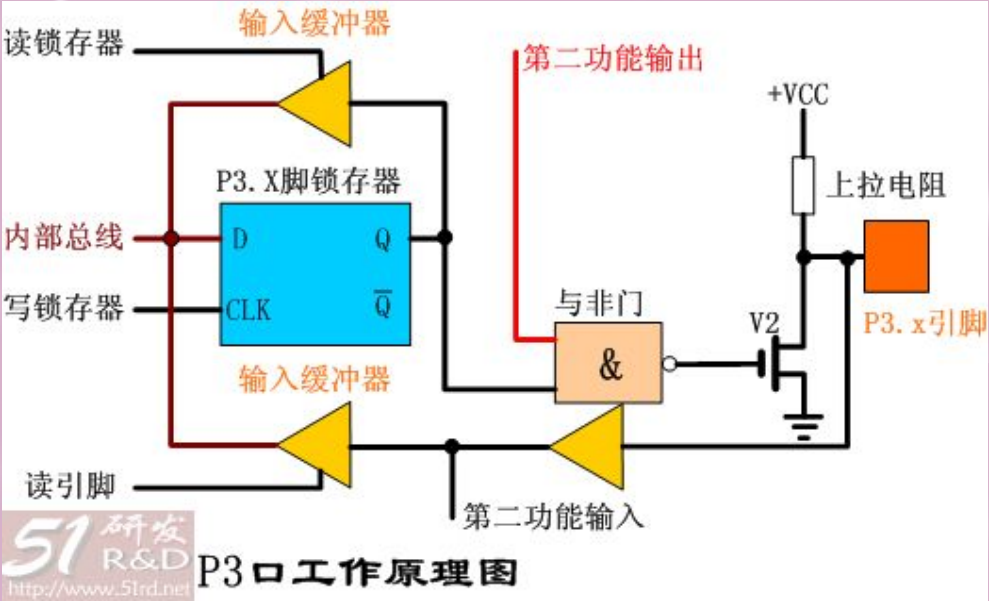 输入缓冲器
读锁存器
第二功能输出
+VCC
P3.X脚锁存器
上拉电阻
内部总线
D
Q
写锁存器
CLK
Q̅
与非门
V2
P3.x引脚
&
输入缓冲器
读引脚
第二功能输入
51 研发
R&D
http://www.51rd.net
P3口工作原理图